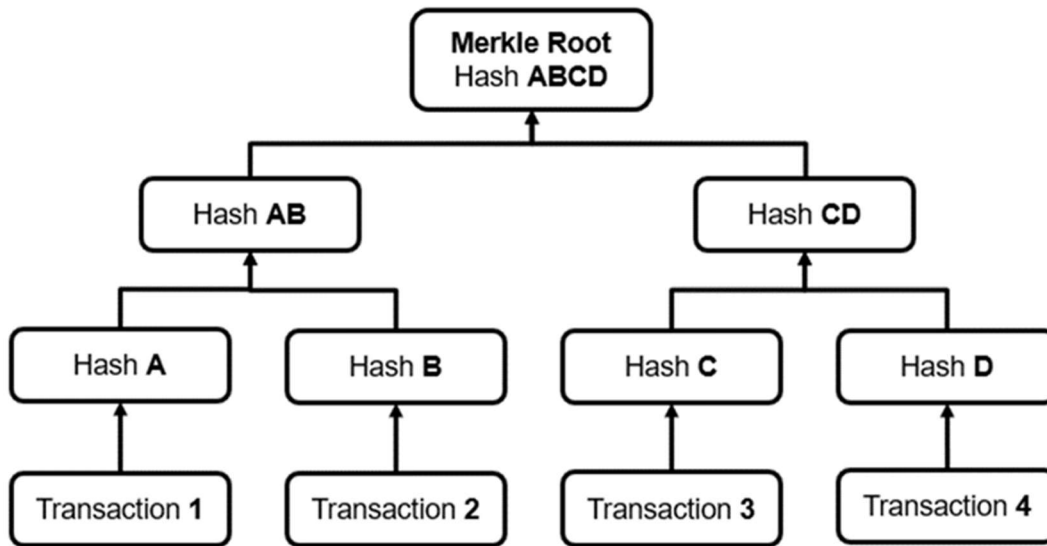 Merkle Root
Hash ABCD
Hash AB
Hash CD
Hash A
Hash B
Hash C
Hash D
Transaction 1
Transaction 2
Transaction 3
Transaction 4